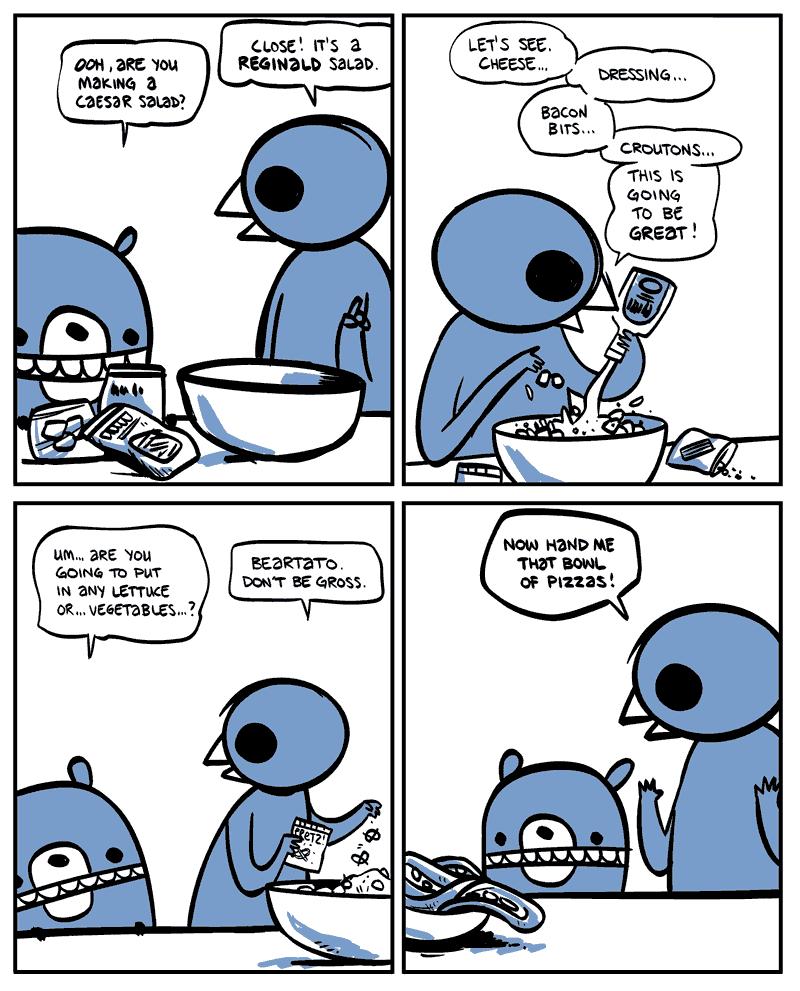 OOH, ARE YOU
MAKING A
CAESAR SALAD?
CLOSE! IT'S A
REGINALD SALAD.
LET'S SEE.
CHEESE...
DRESSING...
BACON
BITS...
CROUTONS...
THIS IS
GOING
TO BE
GREAT!
UM... ARE YOU
GOING TO PUT
IN ANY LETTUCE
OR... VEGETABLES...?
BEARTATO.
DON'T BE GROSS.
PRETZ!
NOW HAND ME
THAT BOWL
OF PIZZAS!